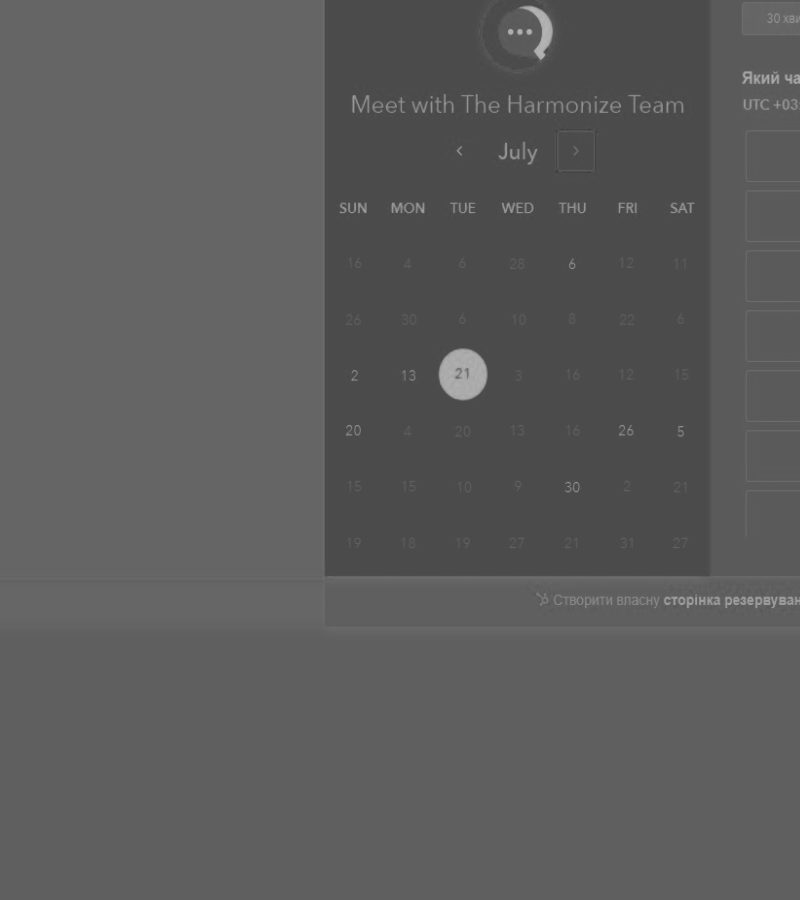 30 хви
Meet with The Harmonize Team
Який ча
July
UTC +03:
SUN MON TUE WED THU FRI SAT
16 4 6 28 6 12 11
26 30 6 10 8 22 6
2 13 21 3 16 12 15
20 4 20 13 16 26 5
15 15 10 9 30 2 21
19 18 19 27 21 31 27
Створити власну сторінка резервуван